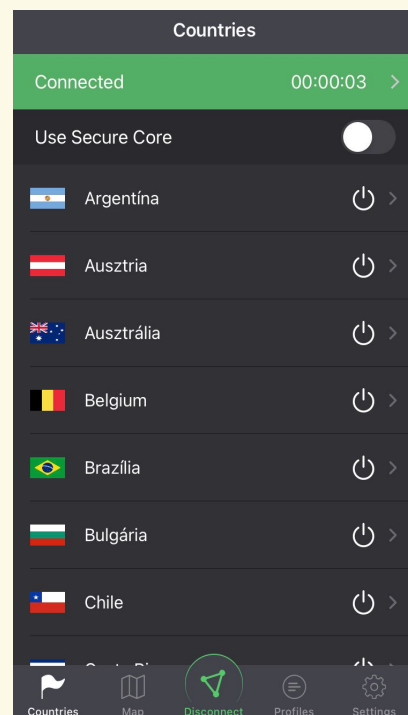 Countries
Connected 00:00:03
Use Secure Core
Argentína
Ausztria
Ausztrália
Belgium
Brazília
Bulgária
Chile
Countries Map Disconnect Profiles Settings